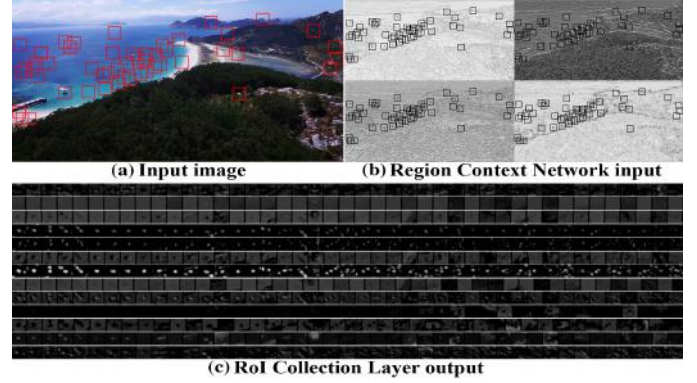 (a) Input image
(b) Region Context Network input
(c) RoI Collection Layer output